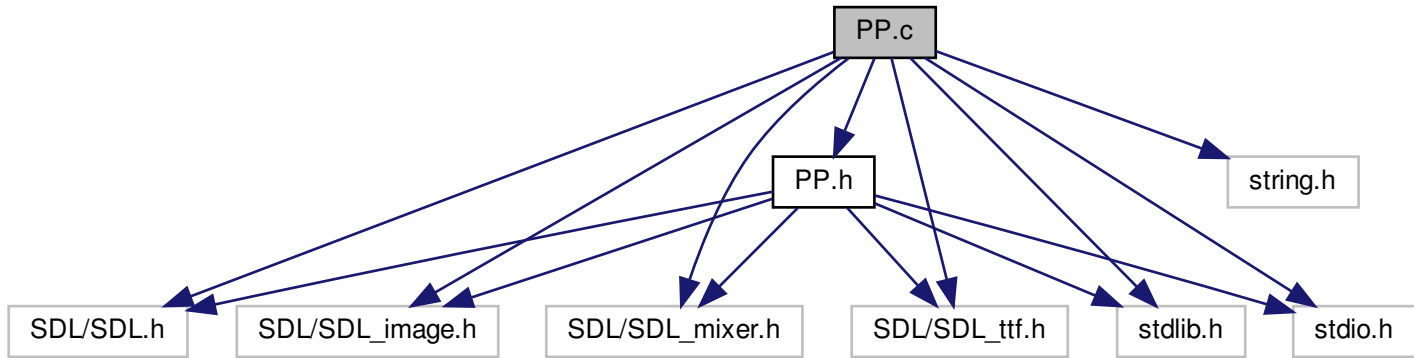 PP.c
PP.h
string.h
SDL/SDL.h
SDL/SDL_image.h
SDL/SDL_mixer.h
SDL/SDL_ttf.h
stdlib.h
stdio.h